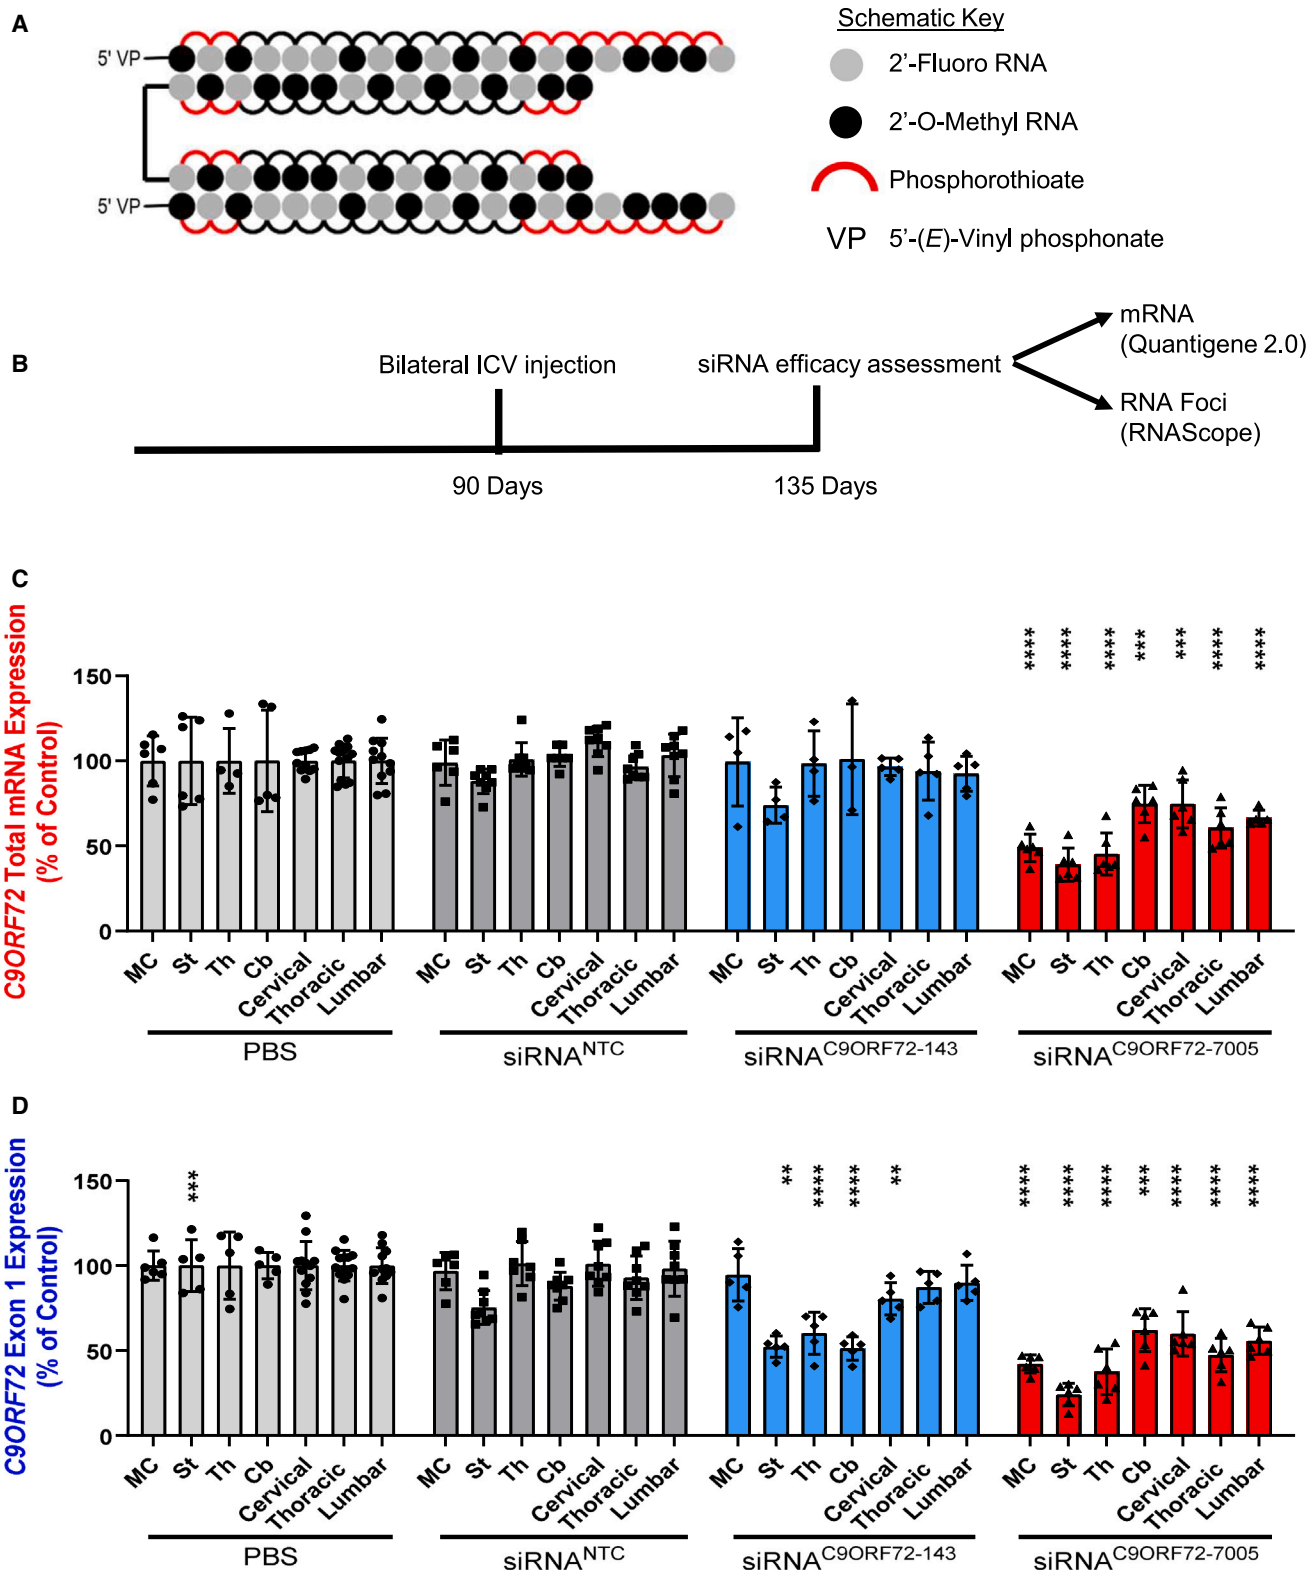 A
Schematic Key
5' VP
2'-Fluoro RNA
2'-O-Methyl RNA
Phosphorothioate
5' VP
VP 5'-(E)-Vinyl phosphonate
B
Bilateral ICV injection
siRNA efficacy assessment
mRNA
(Quantigene 2.0)
RNA Foci
(RNAScope)
90 Days
135 Days
C
C9ORF72 Total mRNA Expression
(% of Control)
150
100
50
0
**** **** **** *** *** **** ****
MC St Th Cb Cervical Thoracic Lumbar
MC St Th Cb Cervical Thoracic Lumbar
MC St Th Cb Cervical Thoracic Lumbar
MC St Th Cb Cervical Thoracic Lumbar
PBS siRNANTC siRNAC9ORF72-143 siRNAC9ORF72-7005
D
C9ORF72 Exon 1 Expression
(% of Control)
150
100
50
0
*** ** **** **** ** **** **** **** *** **** **** ****
MC St Th Cb Cervical Thoracic Lumbar
MC St Th Cb Cervical Thoracic Lumbar
MC St Th Cb Cervical Thoracic Lumbar
MC St Th Cb Cervical Thoracic Lumbar
PBS siRNANTC siRNAC9ORF72-143 siRNAC9ORF72-7005